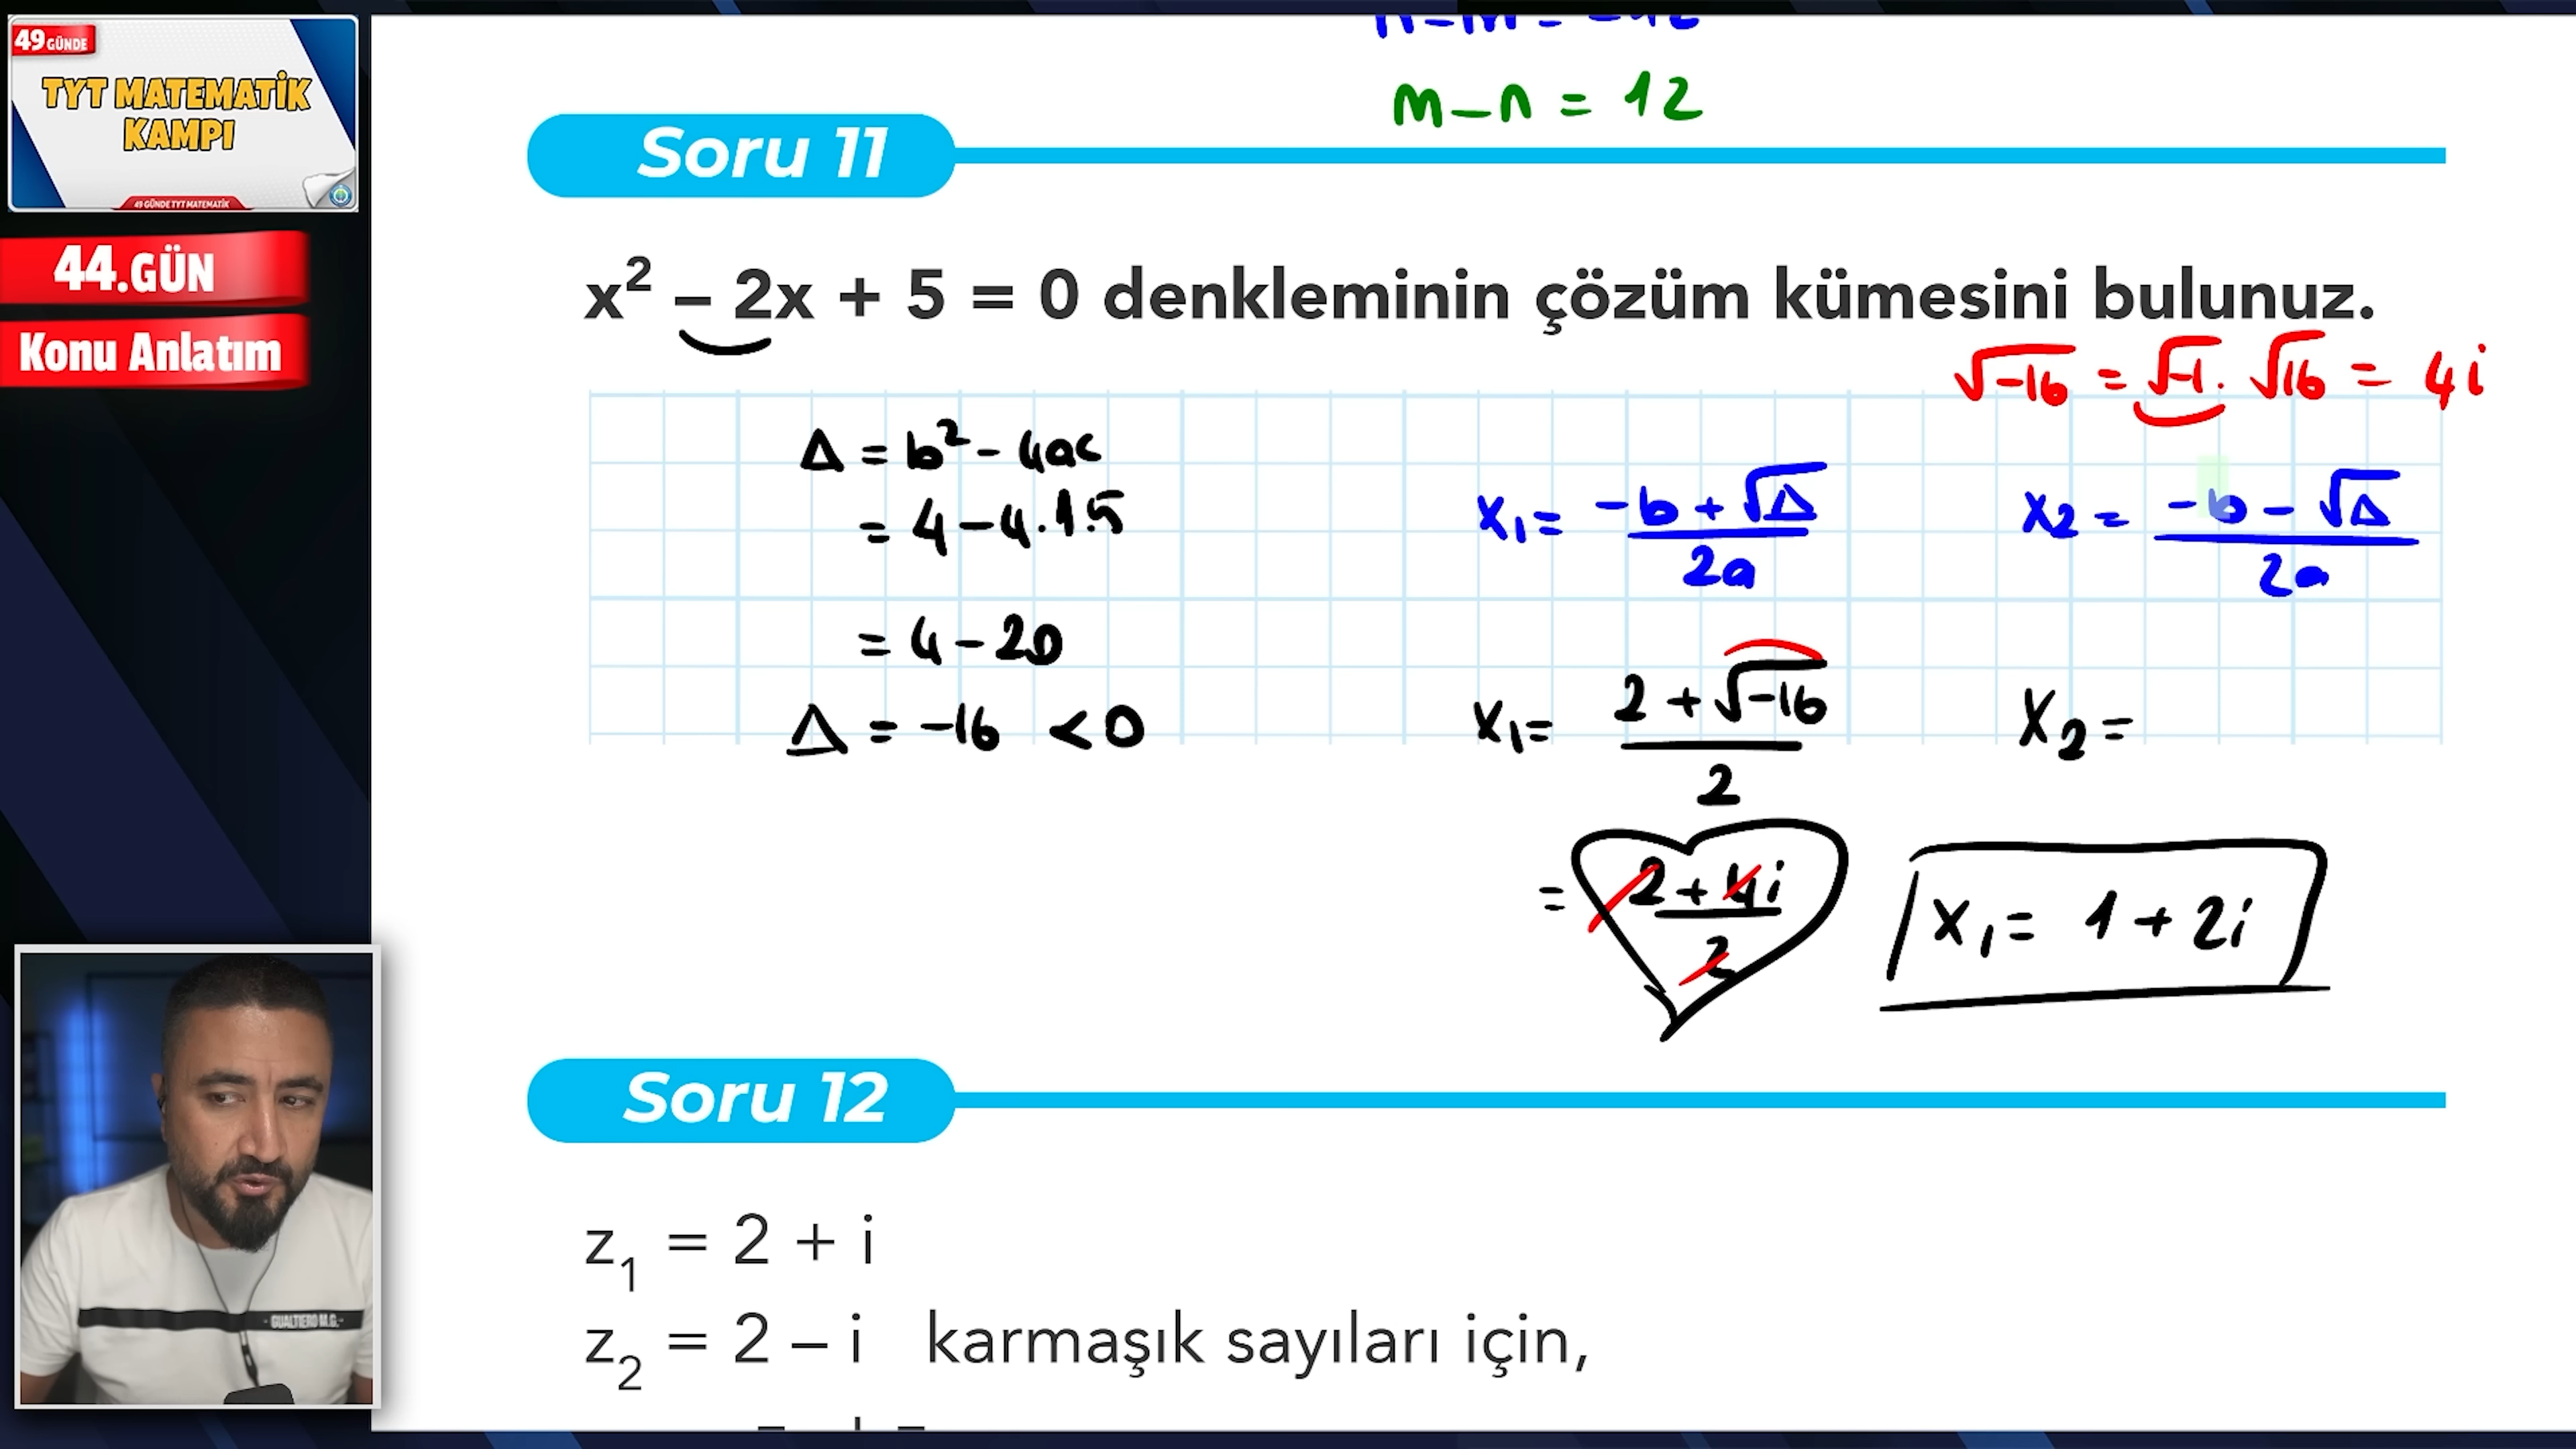 49 GÜNDE
TYT MATEMATİK
KAMPI
49 GÜNDE TYT MATEMATİK
44.GÜN
Konu Anlatım
m - n = 12
Soru 11
x² – 2x + 5 = 0 denkleminin çözüm kümesini bulunuz.
√-16 = √-1 . √16 = 4i
Δ = b² - 4ac
= 4 - 4.1.5
= 4 - 20
Δ = -16 < 0
x₁ = (-b + √Δ) / 2a
x₂ = (-b - √Δ) / 2a
x₁ = (2 + √-16) / 2
x₂ =
= (2 + 4i) / 2
x₁ = 1 + 2i
Soru 12
z₁ = 2 + i
z₂ = 2 – i karmaşık sayıları için,
- GUALTIERO M.G. -